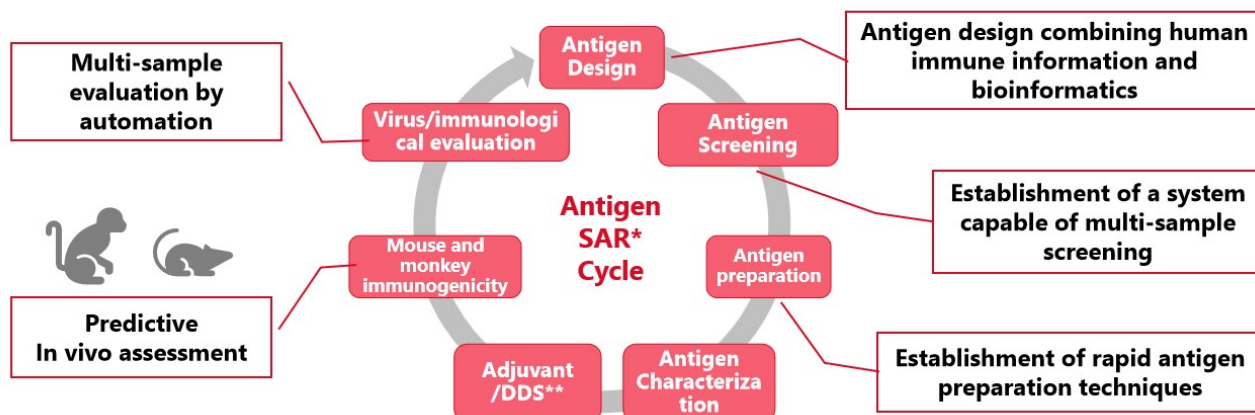 Antigen
Design
Antigen design combining human
immune information and
bioinformatics
Multi-sample
evaluation by
automation
Virus/immunologi
cal evaluation
Antigen
Screening
Establishment of a system
capable of multi-sample
screening
Antigen
SAR*
Cycle
Mouse and
monkey
immunogenicity
Antigen
preparation
Predictive
In vivo assessment
Establishment of rapid antigen
preparation techniques
Adjuvant
/DDS**
Antigen
Characteriza
tion